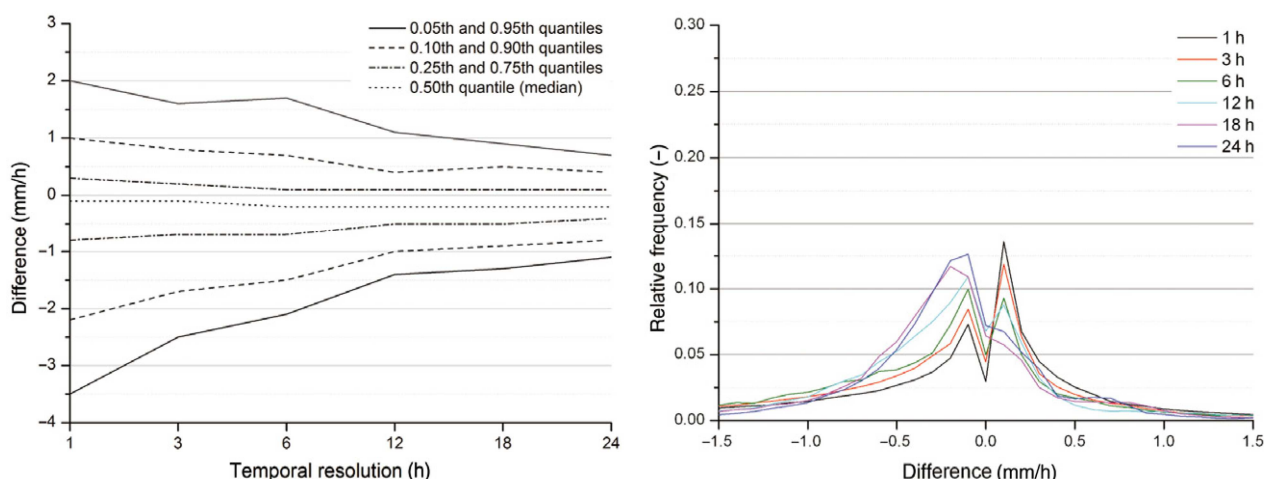 3
2
1
0
−1
−2
−3
−4
Difference (mm/h)
0.05th and 0.95th quantiles
0.10th and 0.90th quantiles
0.25th and 0.75th quantiles
0.50th quantile (median)
1 3 6 12 18 24
Temporal resolution (h)
0.30
0.25
0.20
0.15
0.10
0.05
0.00
Relative frequency (−)
1 h
3 h
6 h
12 h
18 h
24 h
−1.5 −1.0 −0.5 0.0 0.5 1.0 1.5
Difference (mm/h)